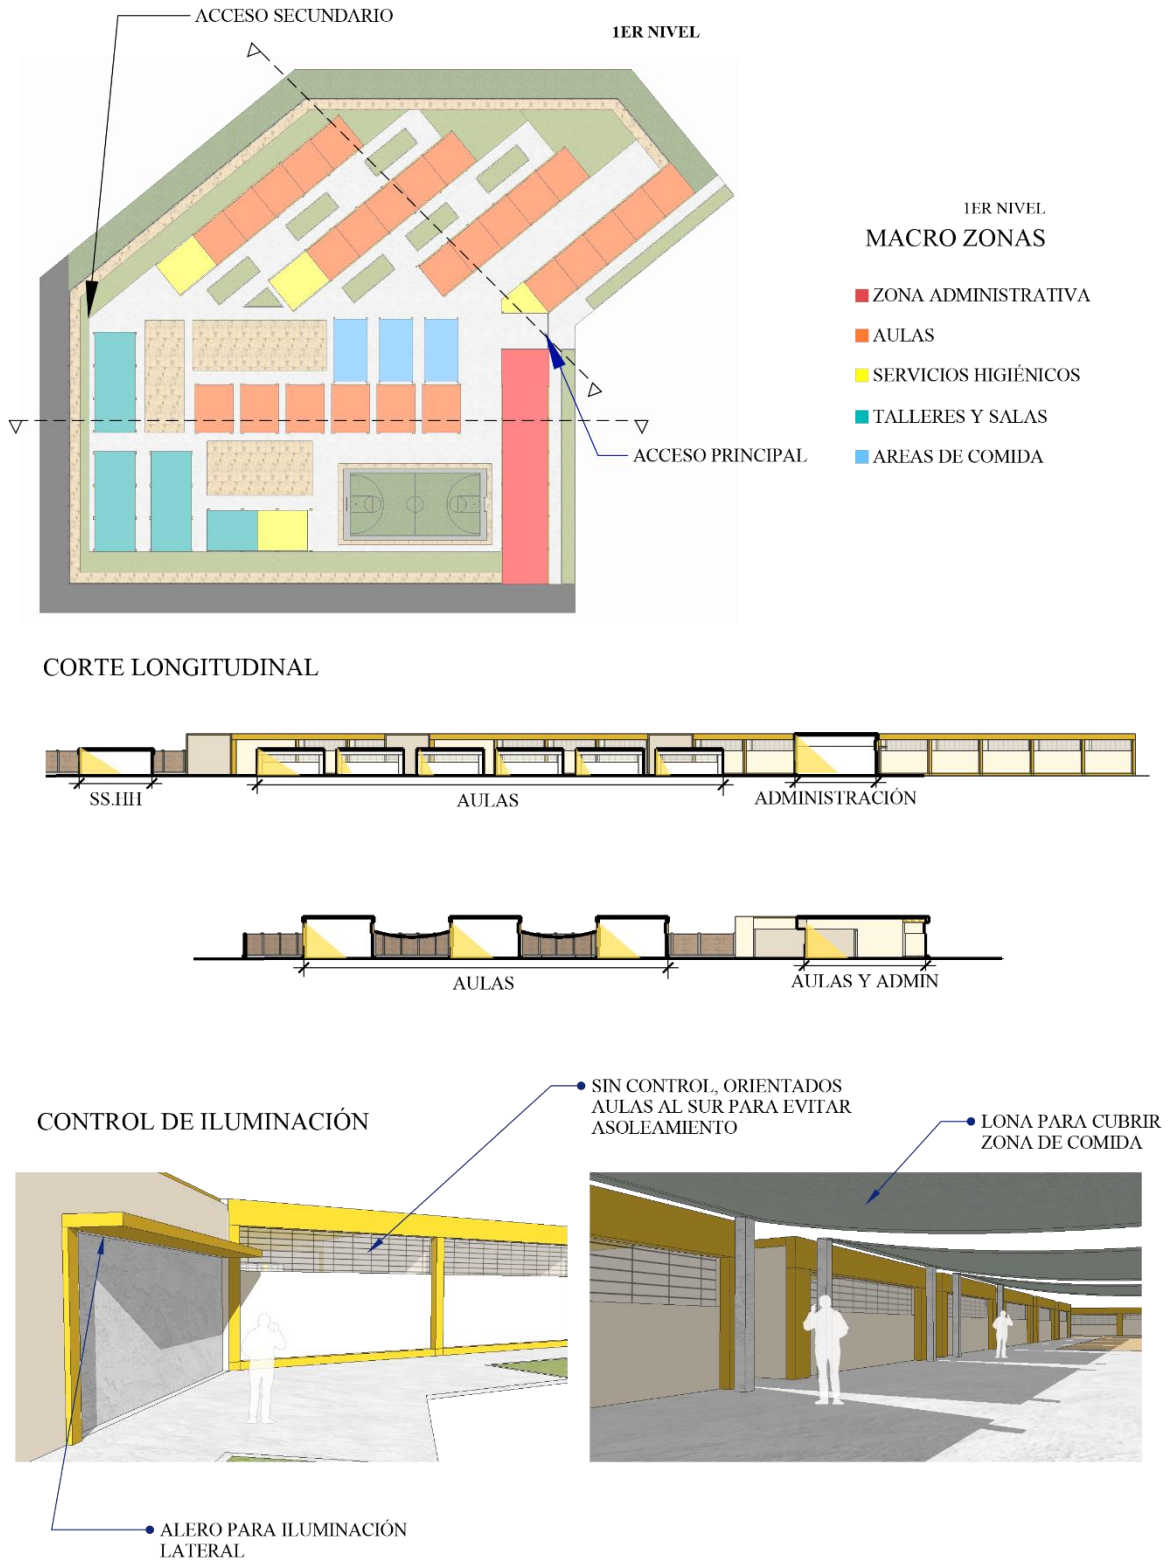 ACCESO SECUNDARIO
1ER NIVEL
1ER NIVEL
MACRO ZONAS
ZONA ADMINISTRATIVA
AULAS
SERVICIOS HIGIÉNICOS
TALLERES Y SALAS
AREAS DE COMIDA
ACCESO PRINCIPAL
CORTE LONGITUDINAL
SS.HH
AULAS
ADMINISTRACIÓN
AULAS
AULAS Y ADMIN
CONTROL DE ILUMINACIÓN
SIN CONTROL, ORIENTADOS
AULAS AL SUR PARA EVITAR
ASOLEAMIENTO
LONA PARA CUBRIR
ZONA DE COMIDA
ALERO PARA ILUMINACIÓN
LATERAL